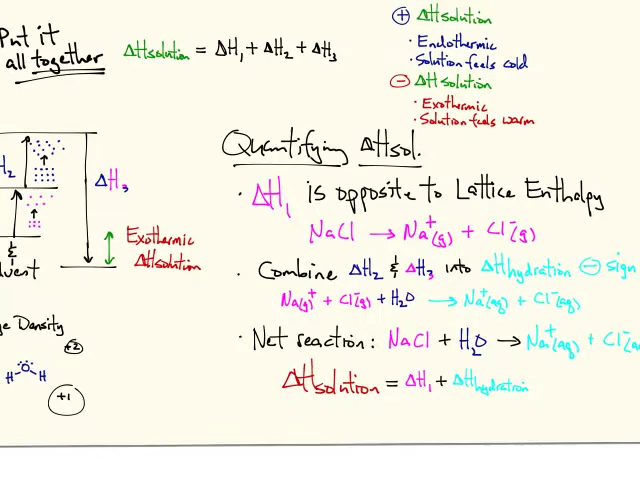 Put it
all together
ΔHsolution = ΔH₁ + ΔH₂ + ΔH₃
+ ΔHsolution
• Endothermic
• Solution feels cold
− ΔHsolution
• Exothermic
• Solution feels warm
H₂
ΔH₃
Exothermic
ΔHsolution
&
Density
+2
H O H
+1
Quantifying ΔHsol.
• ΔH₁ is opposite to Lattice Enthalpy
NaCl → Na⁺(g) + Cl⁻(g)
• Combine ΔH₂ & ΔH₃ into ΔHhydration − sign
Na(g)⁺ + Cl⁻(g) + H₂O → Na⁺(aq) + Cl⁻(aq)
• Net reaction: NaCl + H₂O → Na⁺(aq) + Cl
ΔHsolution = ΔH₁ + ΔHhydration